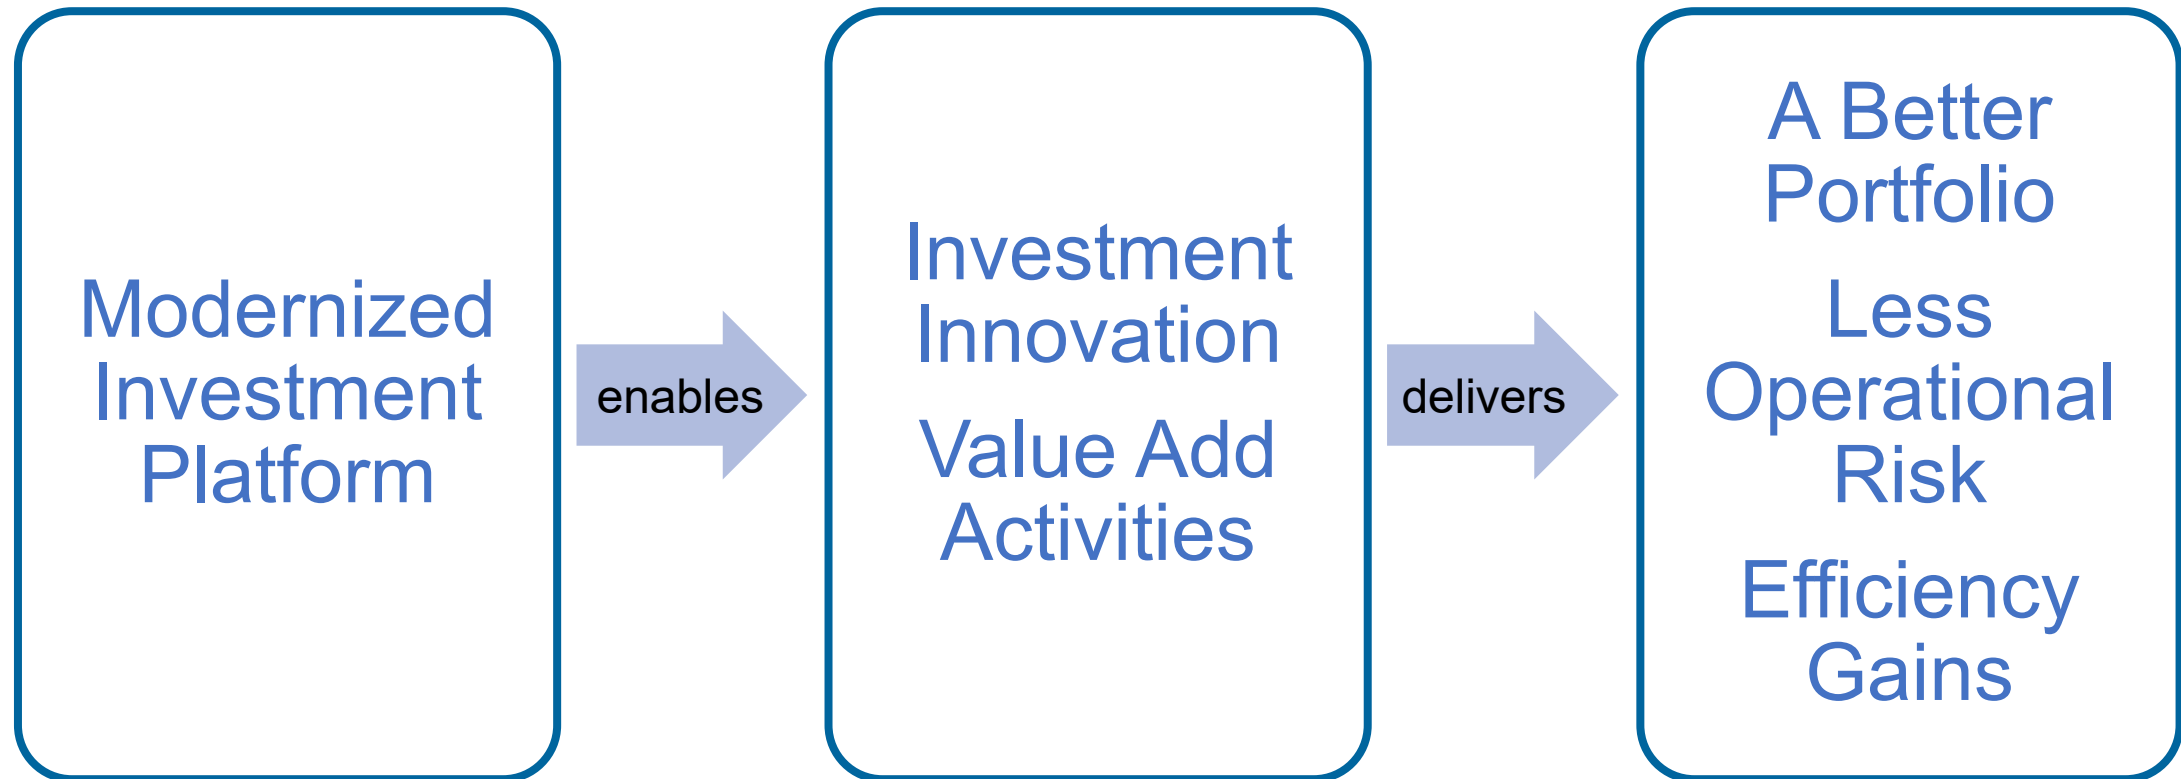 Modernized
Investment
Platform
enables
Investment
Innovation
Value Add
Activities
delivers
A Better
Portfolio
Less
Operational
Risk
Efficiency
Gains